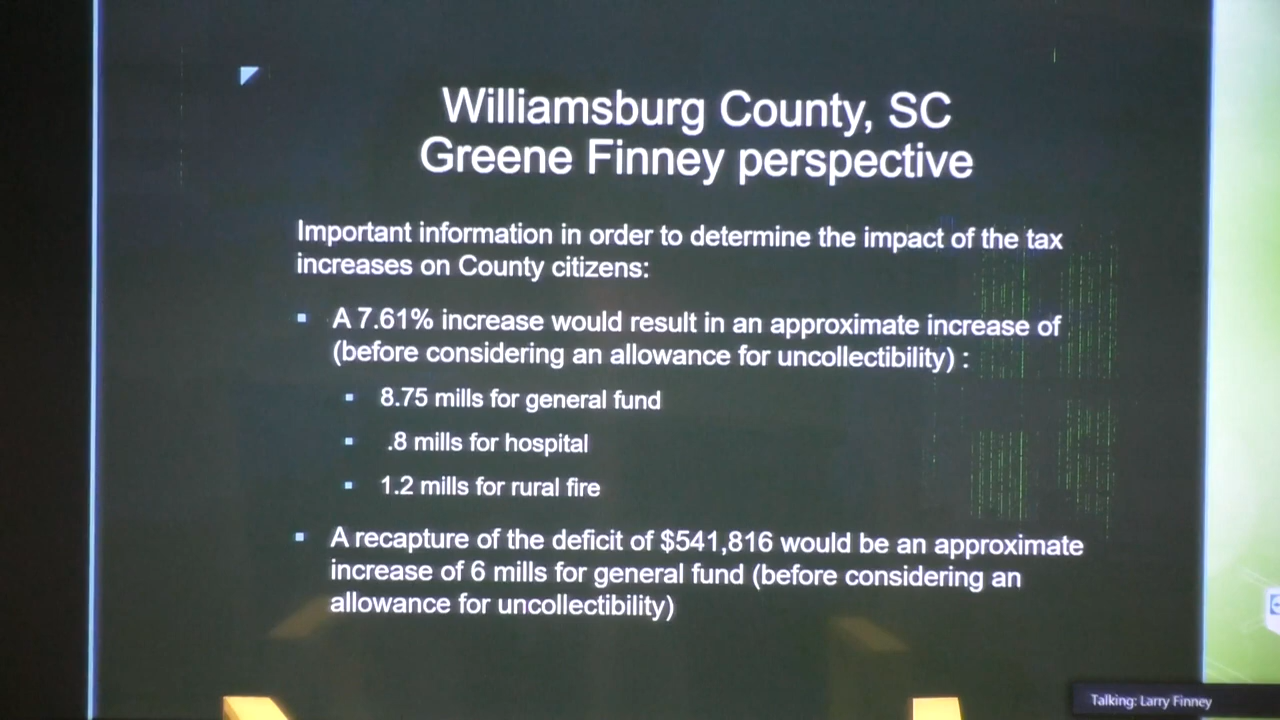 Williamsburg County, SC
Greene Finney perspective
Important information in order to determine the impact of the tax
increases on County citizens:
▪ A 7.61% increase would result in an approximate increase of
(before considering an allowance for uncollectibility) :
▪ 8.75 mills for general fund
▪ .8 mills for hospital
▪ 1.2 mills for rural fire
▪ A recapture of the deficit of $541,816 would be an approximate
increase of 6 mills for general fund (before considering an
allowance for uncollectibility)
Talking: Larry Finney